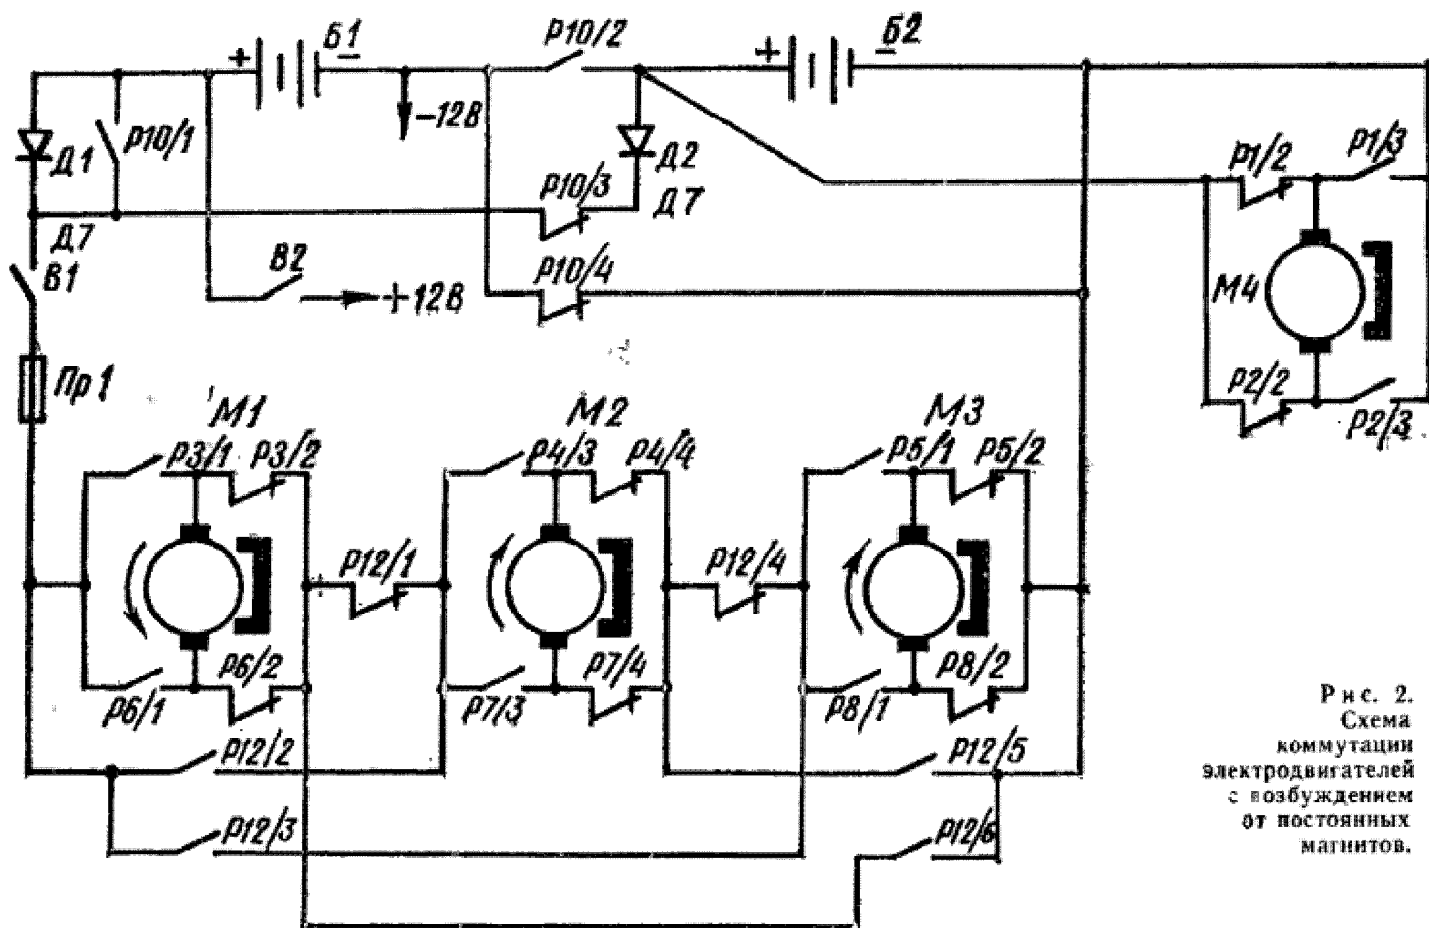 Б1
Р10/2
Б2
+
−
+
−
−12В
Р10/1
Д1
Д2
Р10/3
Д7
Р1/2
Р1/3
Д7
В1
В2
Р10/4
+12В
М4
Пр1
М1
М2
М3
Р2/2
Р2/3
Р3/1
Р3/2
Р4/3
Р4/4
Р5/1
Р5/2
Р12/1
Р12/4
Р6/1
Р6/2
Р7/3
Р7/4
Р8/1
Р8/2
Р12/2
Р12/5
Р12/3
Р12/6
Рис. 2.
Схема
коммутации
электродвигателей
с возбуждением
от постоянных
магнитов.